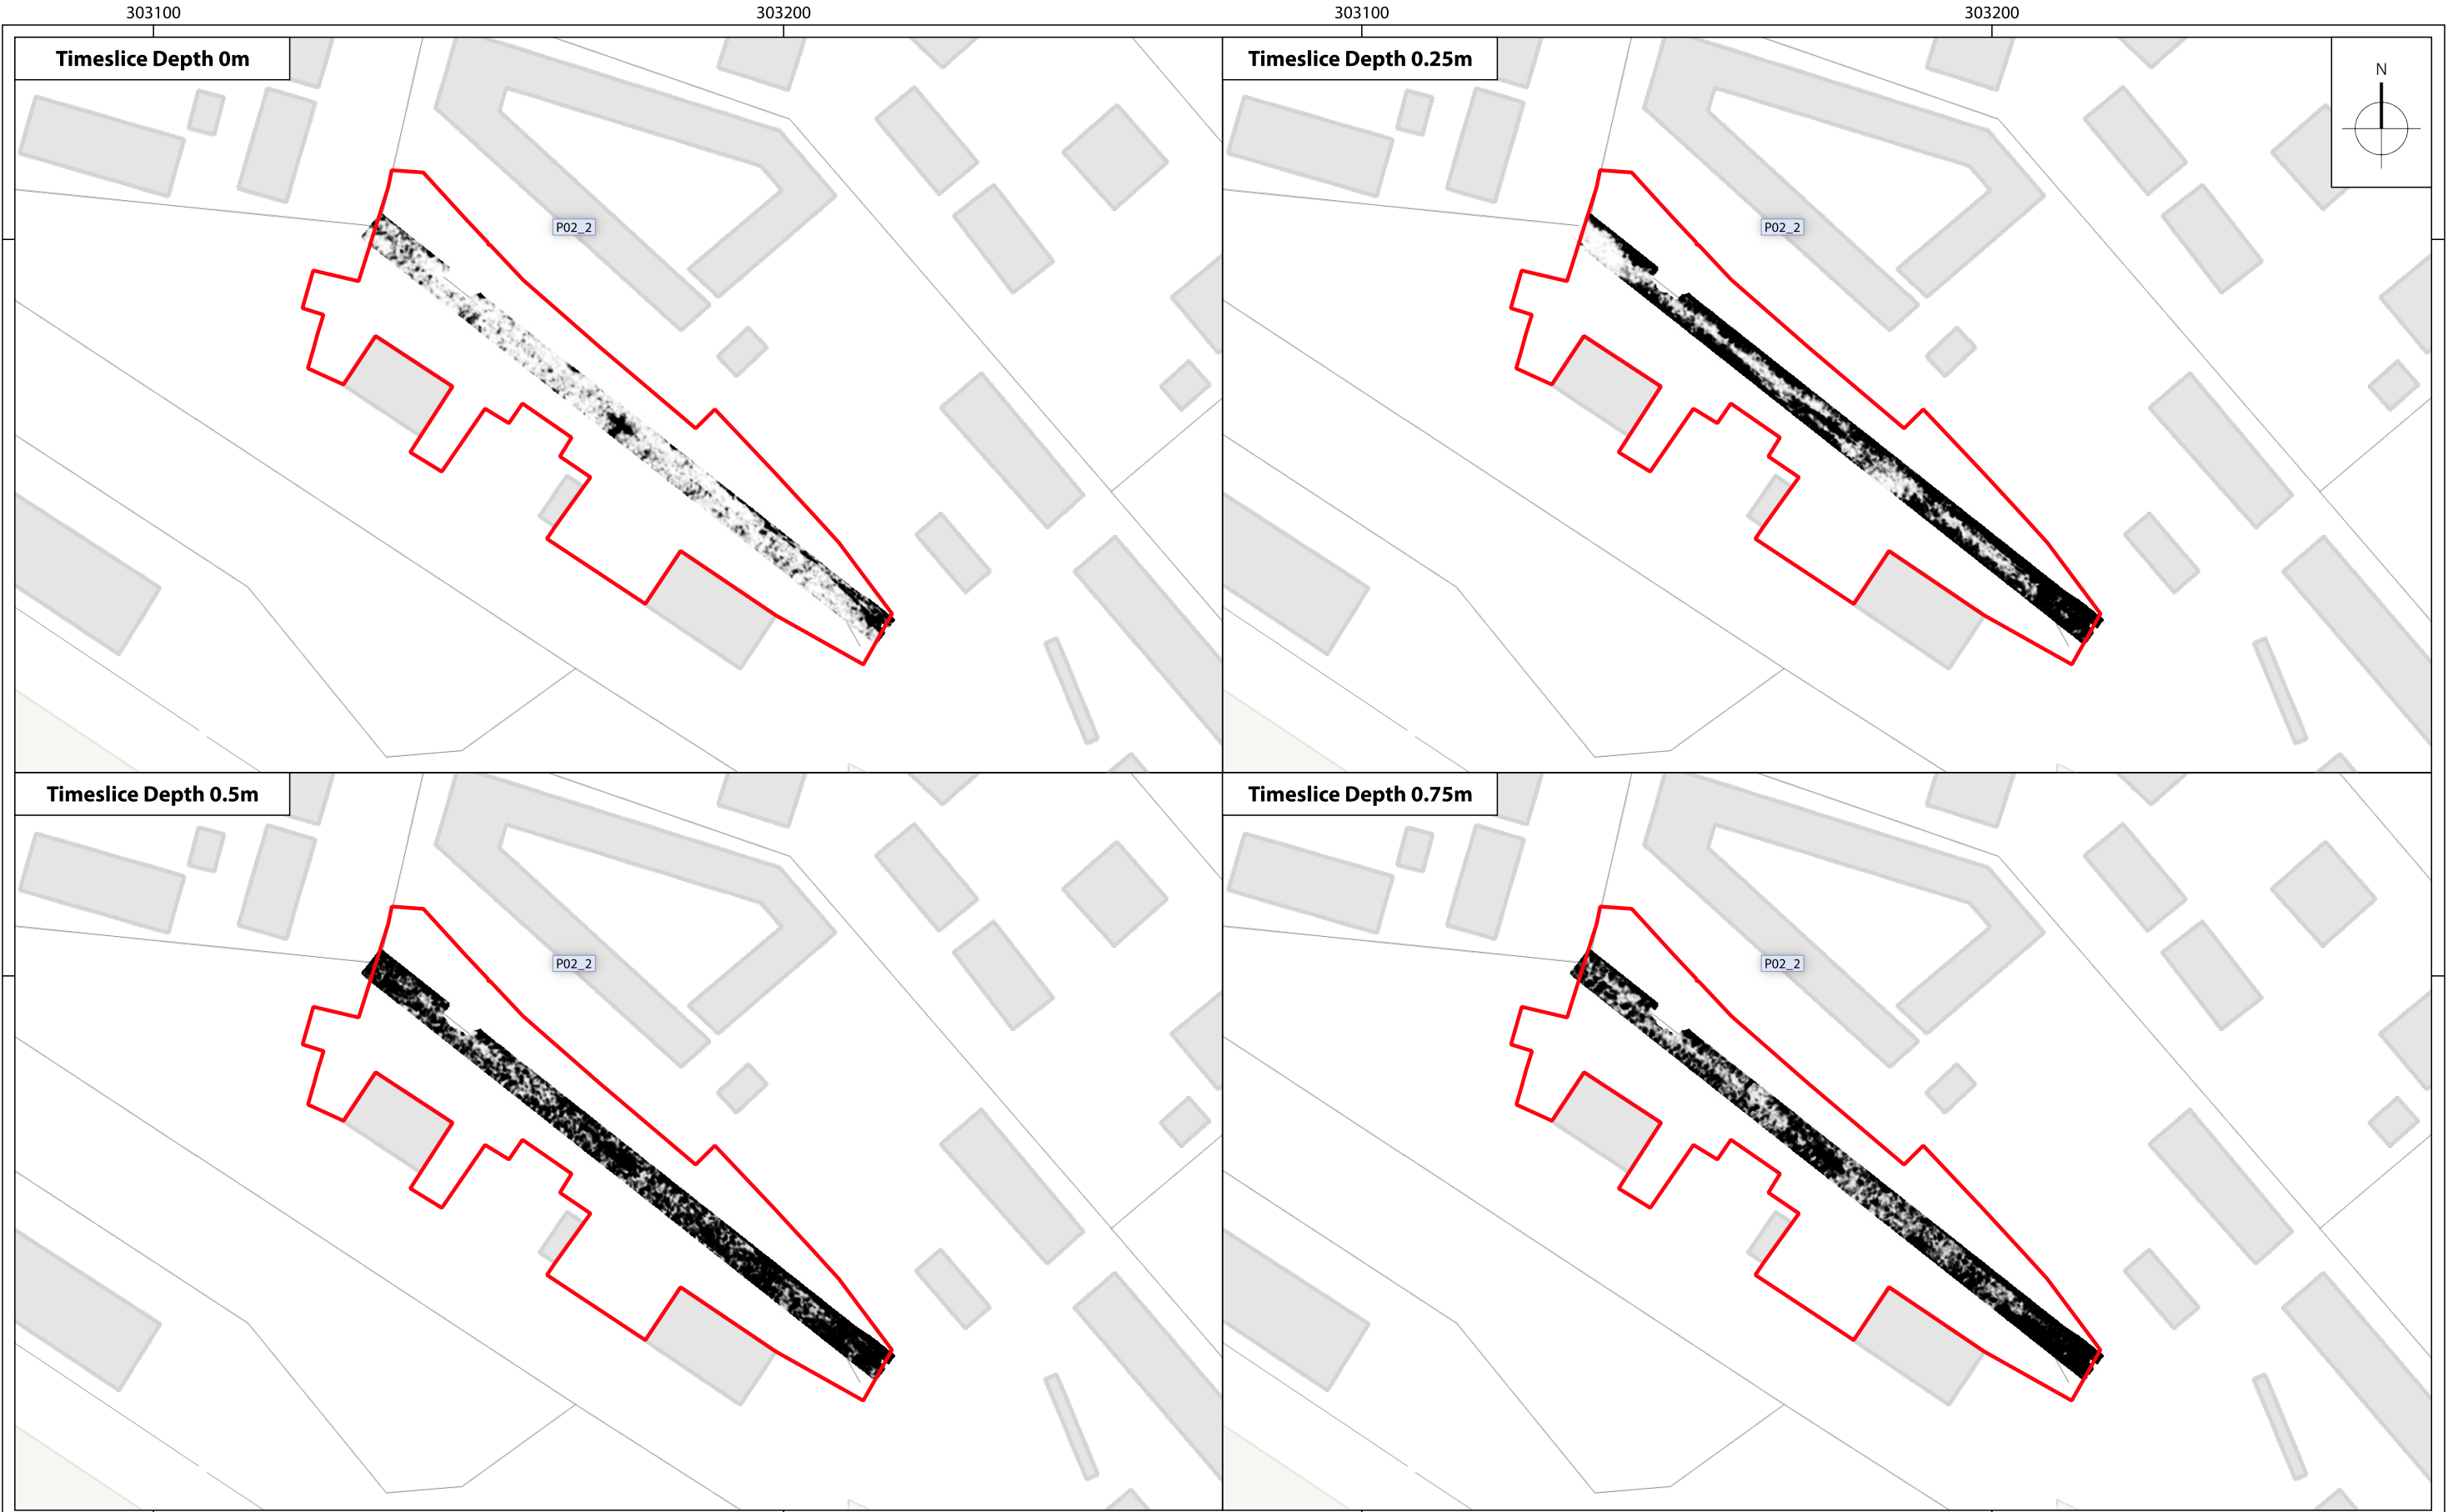 303100
303200
303100
303200
Timeslice Depth 0m
Timeslice Depth 0.25m
N
P02_2
P02_2
Timeslice Depth 0.5m
Timeslice Depth 0.75m
P02_2
P02_2